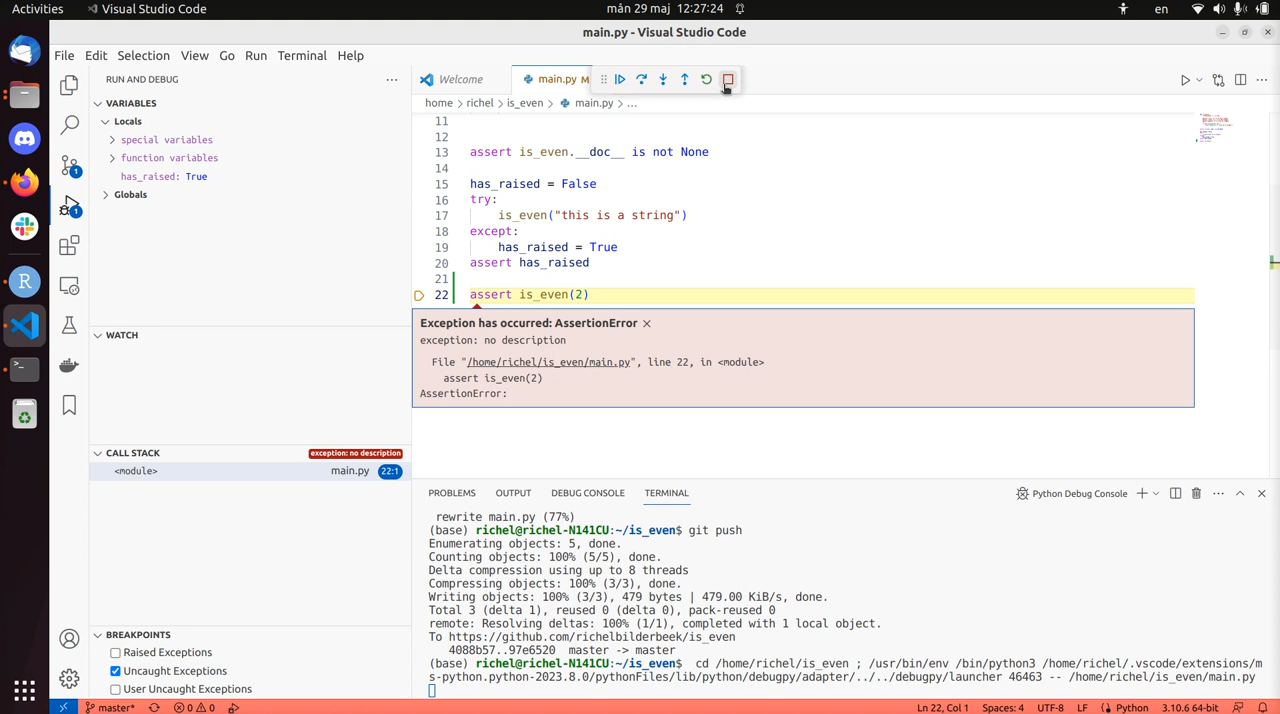 Activities
Visual Studio Code
mån 29 maj 12:27:24
en
main.py - Visual Studio Code
File Edit Selection View Go Run Terminal Help
RUN AND DEBUG
VARIABLES
Locals
special variables
function variables
has_raised: True
Globals
WATCH
CALL STACK
exception: no description
<module>
main.py
22:1
BREAKPOINTS
Raised Exceptions
Uncaught Exceptions
User Uncaught Exceptions
1
1
Welcome
main.py M
home > richel > is_even > main.py > ...
11
12
13 assert is_even.__doc__ is not None
14
15 has_raised = False
16 try:
17 is_even("this is a string")
18 except:
19 has_raised = True
20 assert has_raised
21
22 assert is_even(2)
Exception has occurred: AssertionError
exception: no description
File "/home/richel/is_even/main.py", line 22, in <module>
assert is_even(2)
AssertionError:
PROBLEMS OUTPUT DEBUG CONSOLE TERMINAL
Python Debug Console
rewrite main.py (77%)
(base) richel@richel-N141CU:~/is_even$ git push
Enumerating objects: 5, done.
Counting objects: 100% (5/5), done.
Delta compression using up to 8 threads
Compressing objects: 100% (3/3), done.
Writing objects: 100% (3/3), 479 bytes | 479.00 KiB/s, done.
Total 3 (delta 1), reused 0 (delta 0), pack-reused 0
remote: Resolving deltas: 100% (1/1), completed with 1 local object.
To https://github.com/richelbilderbeek/is_even
4088b57..97e6520 master -> master
(base) richel@richel-N141CU:~/is_even$ cd /home/richel/is_even ; /usr/bin/env /bin/python3 /home/richel/.vscode/extensions/m
s-python.python-2023.8.0/pythonFiles/lib/python/debugpy/adapter/../../debugpy/launcher 46463 -- /home/richel/is_even/main.py
master*
0 0
Ln 22, Col 1
Spaces: 4
UTF-8
LF
Python
3.10.6 64-bit